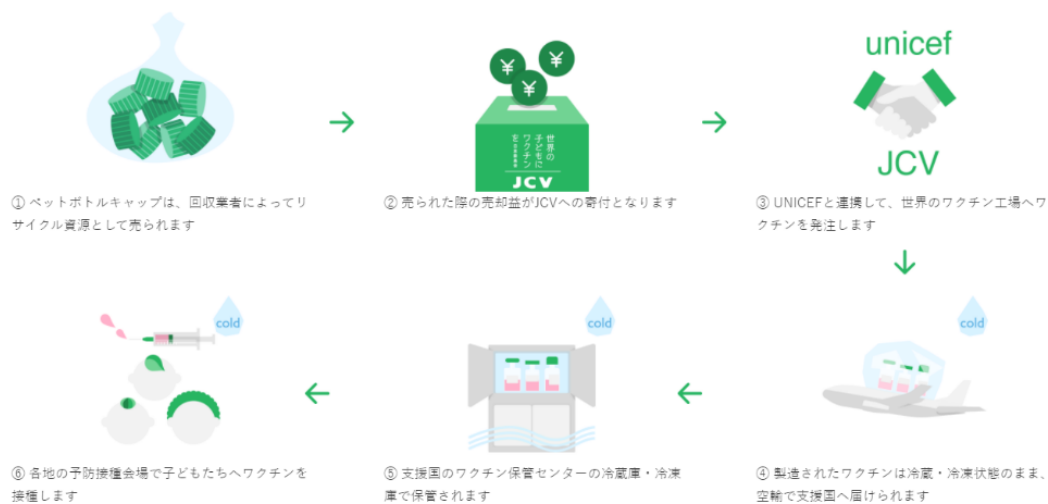 ① ペットボトルキャップは、回収業者によってリ
サイクル資源として売られます
¥
¥
¥
世界の
子どもに
ワクチン
JCV
② 売られた際の売却益がJCVへの寄付となります
unicef
JCV
③ UNICEFと連携して、世界のワクチン工場へワ
クチンを発注します
cold
④ 製造されたワクチンは冷蔵・冷凍状態のまま、
空輸で支援国へ届けられます
cold
⑤ 支援国のワクチン保管センターの冷蔵庫・冷凍
庫で保管されます
cold
⑥ 各地の予防接種会場で子どもたちへワクチンを
接種します